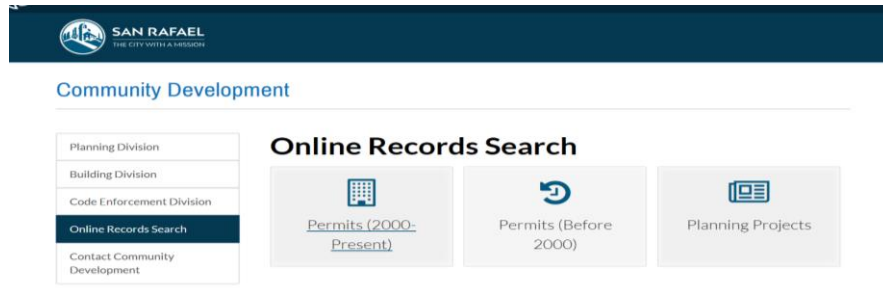 SAN RAFAEL
THE CITY WITH A MISSION
Community Development
Planning Division
Building Division
Code Enforcement Division
Online Records Search
Contact Community
Development
Online Records Search
Permits (2000-
Present)
Permits (Before
2000)
Planning Projects